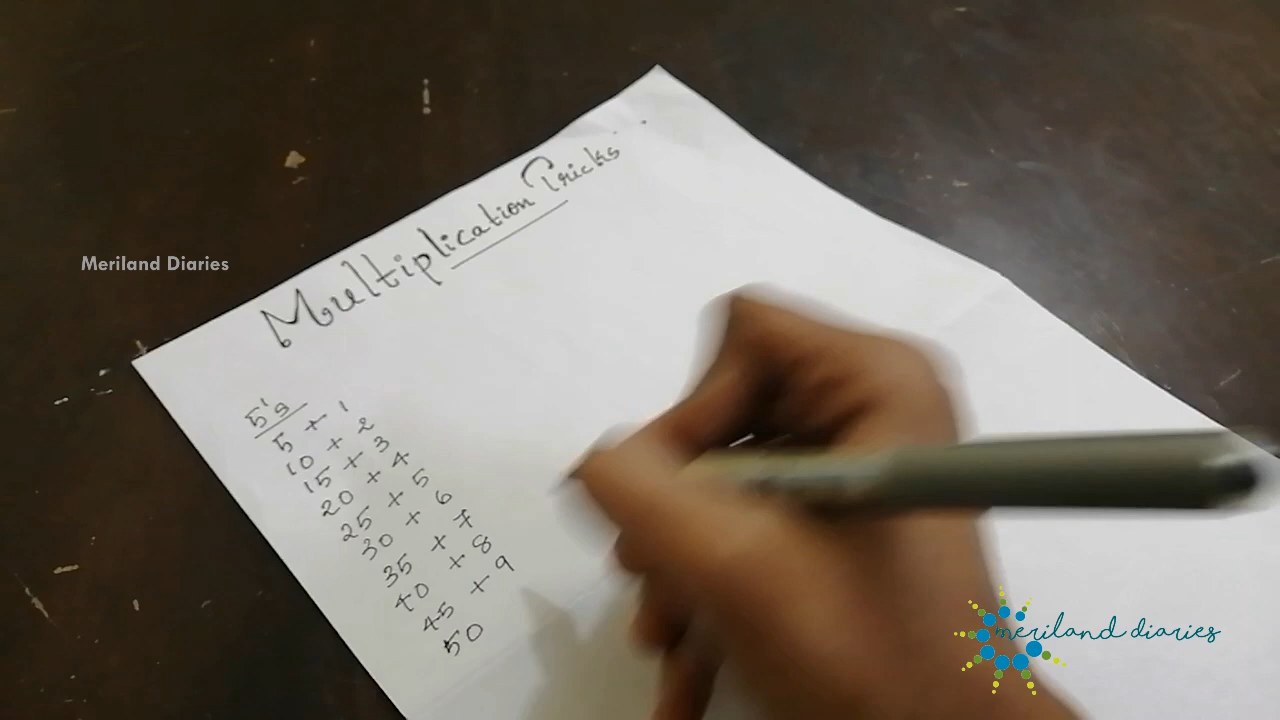 Multiplication Tricks...
Meriland Diaries
5's
5 + 1
10 + 2
15 + 3
20 + 4
25 + 5
30 + 6
35 + 7
40 + 8
45 + 9
50
meriland diaries